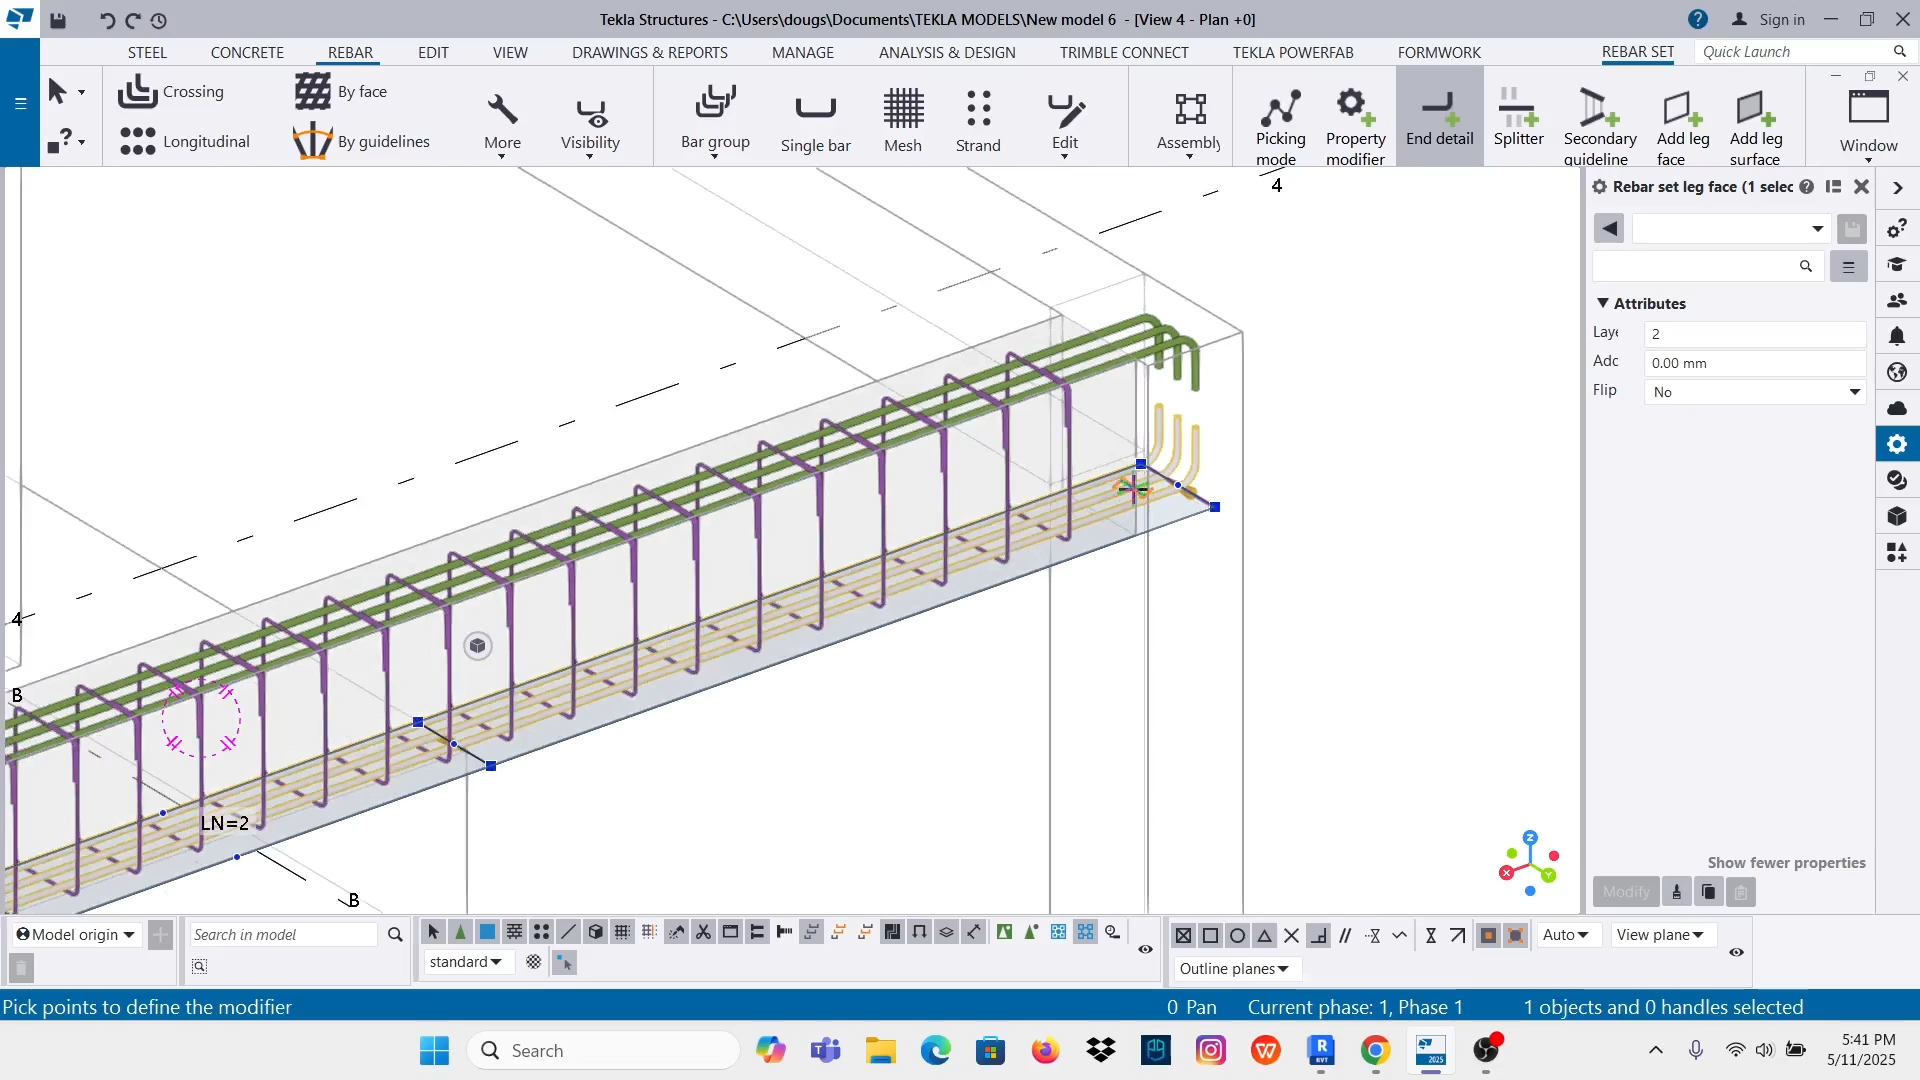 Tekla Structures - C:\Users\dougs\Documents\TEKLA MODELS\New model 6  - [View 4 - Plan +0]
Sign in
STEEL CONCRETE REBAR EDIT VIEW DRAWINGS & REPORTS MANAGE ANALYSIS & DESIGN TRIMBLE CONNECT TEKLA POWERFAB FORMWORK REBAR SET Quick Launch
Crossing
Longitudinal
By face
By guidelines
More
Visibility
Bar group
Single bar
Mesh
Strand
Edit
Assembly
Picking mode
Property modifier
End detail
Splitter
Secondary guideline
Add leg face
Add leg surface
Window
4
4
B
LN=2
B
Z
X
Y
Rebar set leg face (1 selec
Attributes
Laye
2
Adc
0.00 mm
Flip
No
Show fewer properties
Modify
Model origin
Search in model
standard
Auto
View plane
Outline planes
Pick points to define the modifier
0 Pan
Current phase: 1, Phase 1
1 objects and 0 handles selected
Search
5:41 PM
5/11/2025